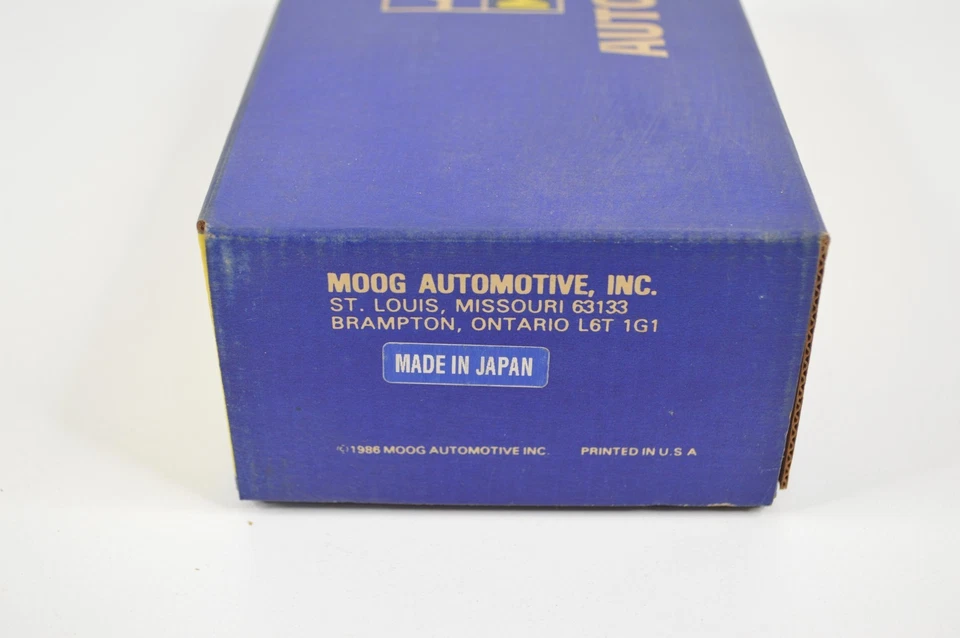 AUTO
MOOG AUTOMOTIVE, INC.
ST. LOUIS, MISSOURI 63133
BRAMPTON, ONTARIO L6T 1G1
MADE IN JAPAN
©1986 MOOG AUTOMOTIVE INC. PRINTED IN U.S.A